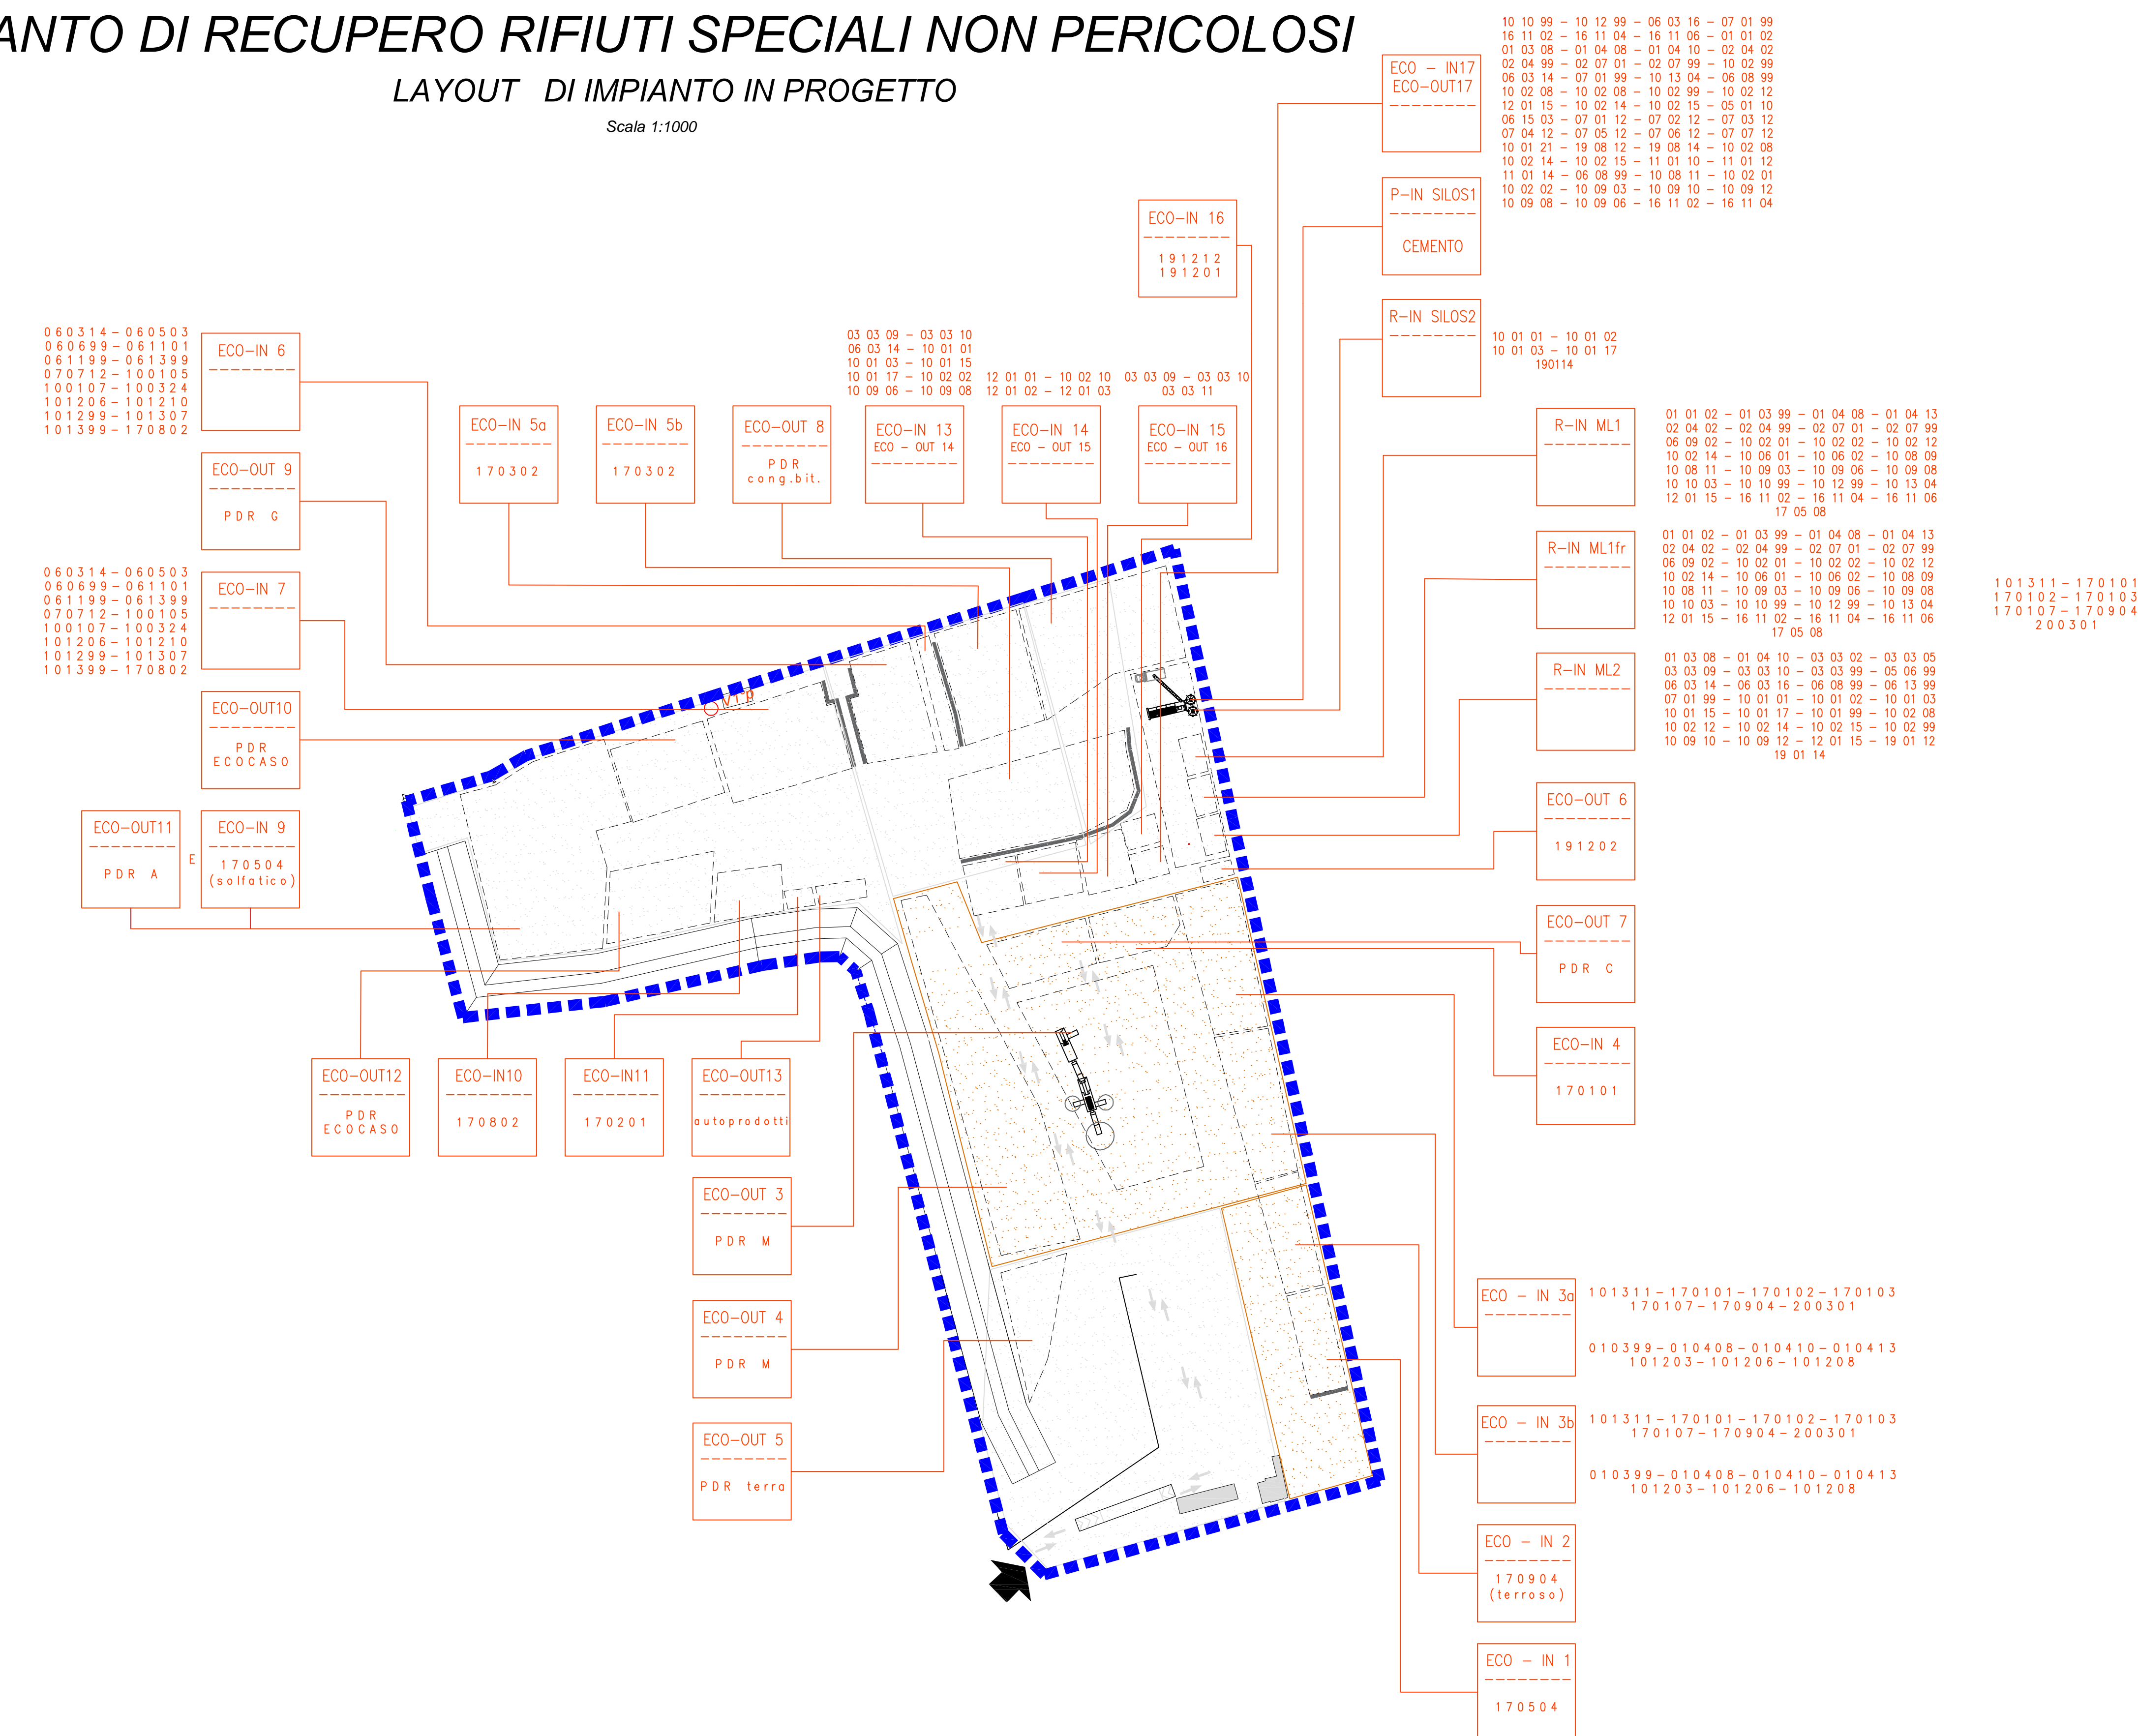 ANTO DI RECUPERO RIFIUTI SPECIALI NON PERICOLOSI
LAYOUT DI IMPIANTO IN PROGETTO
Scala 1:1000
ECO - IN17
ECO-OUT17
10 10 99 - 10 12 99 - 06 03 16 - 07 01 99
16 11 02 - 16 11 04 - 16 11 06 - 01 01 02
01 03 08 - 01 04 08 - 01 04 10 - 02 04 02
02 04 99 - 02 07 01 - 02 07 99 - 10 02 99
06 03 14 - 07 01 99 - 10 13 04 - 06 08 99
10 02 08 - 10 02 08 - 10 02 99 - 10 02 12
12 01 15 - 10 02 14 - 10 02 15 - 05 01 10
06 15 03 - 07 01 12 - 07 02 12 - 07 03 12
07 04 12 - 07 05 12 - 07 06 12 - 07 07 12
10 01 21 - 19 08 12 - 19 08 14 - 10 02 08
10 02 14 - 10 02 15 - 11 01 10 - 11 01 12
11 01 14 - 06 08 99 - 10 08 11 - 10 02 01
10 02 02 - 10 09 03 - 10 09 10 - 10 09 12
10 09 08 - 10 09 06 - 16 11 02 - 16 11 04
P-IN SILOS1
CEMENTO
ECO-IN 16
191212
191201
R-IN SILOS2
10 01 01 - 10 01 02
10 01 03 - 10 01 17
190114
060314-060503
060699-061101
061199-061399
070712-100105
100107-100324
101206-101210
101299-101307
101399-170802
ECO-IN 6
ECO-OUT 9
PDR G
060314-060503
060699-061101
061199-061399
070712-100105
100107-100324
101206-101210
101299-101307
101399-170802
ECO-IN 7
ECO-OUT10
PDR
ECOCASO
ECO-OUT11
PDR A
E
ECO-IN 9
170504
(solfatico)
ECO-IN 5a
170302
ECO-IN 5b
170302
ECO-OUT 8
PDR
cong.bit.
03 03 09 - 03 03 10
06 03 14 - 10 01 01
10 01 03 - 10 01 15
10 01 17 - 10 02 02
10 09 06 - 10 09 08
ECO-IN 13
ECO - OUT 14
12 01 01 - 10 02 10
12 01 02 - 12 01 03
ECO-IN 14
ECO - OUT 15
03 03 09 - 03 03 10
03 03 11
ECO-IN 15
ECO - OUT 16
R-IN ML1
01 01 02 - 01 03 99 - 01 04 08 - 01 04 13
02 04 02 - 02 04 99 - 02 07 01 - 02 07 99
06 09 02 - 10 02 01 - 10 02 02 - 10 02 12
10 02 14 - 10 06 01 - 10 06 02 - 10 08 09
10 08 11 - 10 09 03 - 10 09 06 - 10 09 08
10 10 03 - 10 10 99 - 10 12 99 - 10 13 04
12 01 15 - 16 11 02 - 16 11 04 - 16 11 06
17 05 08
R-IN ML1fr
01 01 02 - 01 03 99 - 01 04 08 - 01 04 13
02 04 02 - 02 04 99 - 02 07 01 - 02 07 99
06 09 02 - 10 02 01 - 10 02 02 - 10 02 12
10 02 14 - 10 06 01 - 10 06 02 - 10 08 09
10 08 11 - 10 09 03 - 10 09 06 - 10 09 08
10 10 03 - 10 10 99 - 10 12 99 - 10 13 04
12 01 15 - 16 11 02 - 16 11 04 - 16 11 06
17 05 08
101311-170101
170102-170103
170107-170904
200301
R-IN ML2
01 03 08 - 01 04 10 - 03 03 02 - 03 03 05
03 03 09 - 03 03 10 - 03 03 99 - 05 06 99
06 03 14 - 06 03 16 - 06 08 99 - 06 13 99
07 01 99 - 10 01 01 - 10 01 02 - 10 01 03
10 01 15 - 10 01 17 - 10 01 99 - 10 02 08
10 02 12 - 10 02 14 - 10 02 15 - 10 02 99
10 09 10 - 10 09 12 - 12 01 15 - 19 01 12
19 01 14
ECO-OUT 6
191202
ECO-OUT 7
PDR C
ECO-IN 4
170101
ECO-OUT12
PDR
ECOCASO
ECO-IN10
170802
ECO-IN11
170201
ECO-OUT13
autoprodotti
ECO-OUT 3
PDR M
ECO-OUT 4
PDR M
ECO-OUT 5
PDR terra
ECO - IN 3a
101311-170101-170102-170103
170107-170904-200301
010399-010408-010410-010413
101203-101206-101208
ECO - IN 3b
101311-170101-170102-170103
170107-170904-200301
010399-010408-010410-010413
101203-101206-101208
ECO - IN 2
170904
(terroso)
ECO - IN 1
170504